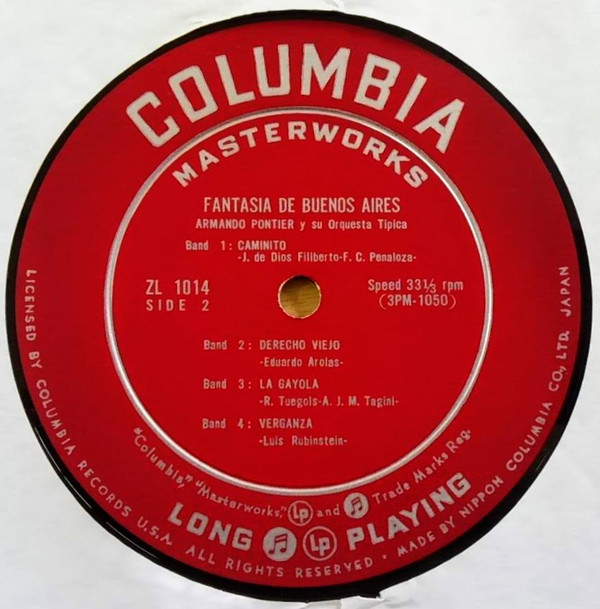 COLUMBIA
MASTERWORKS
FANTASIA DE BUENOS AIRES
ARMANDO PONTIER y su Orquesta Tipica
Band 1: CAMINITO
-J. de Dios Filiberto-F. C. Penaloza-
ZL 1014
SIDE 2
Speed 33⅓ rpm
(3PM-1050)
Band 2: DERECHO VIEJO
-Eduardo Arolas-
Band 3: LA GAYOLA
-R. Tuegols-A. J. M. Tagini-
Band 4: VERGANZA
-Luis Rubinstein-
"Columbia," "Masterworks," LP and Trade Marks Reg.
LONG LP PLAYING
LICENSED BY COLUMBIA RECORDS U.S.A. ALL RIGHTS RESERVED · MADE BY NIPPON COLUMBIA CO., LTD. JAPAN